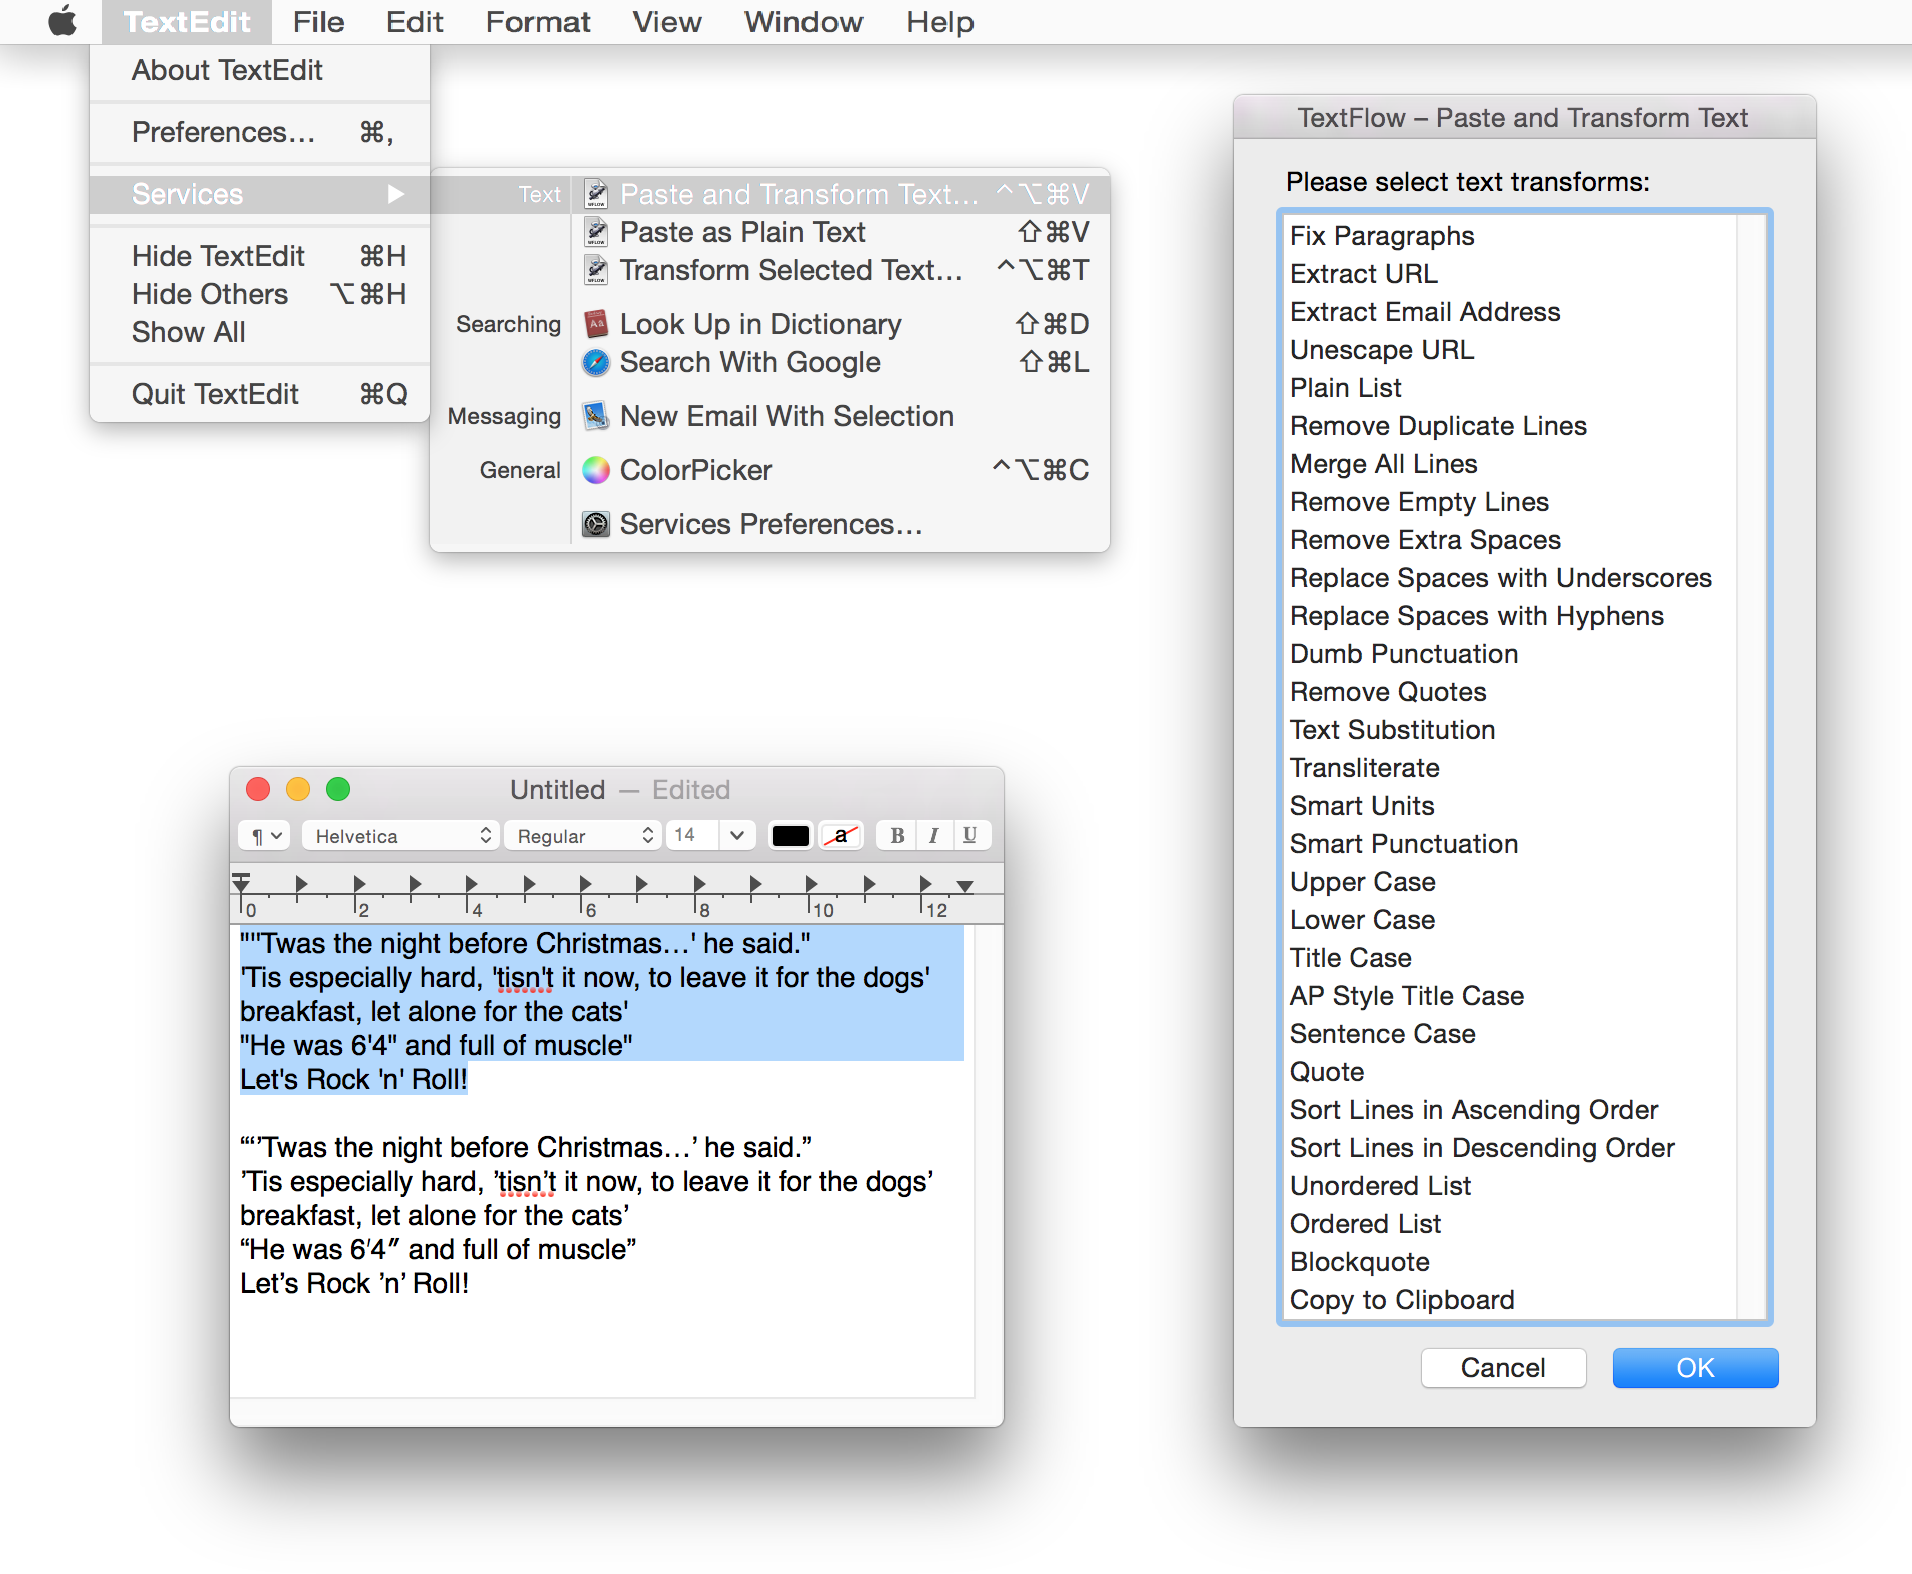 TextEdit File Edit Format View Window Help
About TextEdit
Preferences… ⌘,
Services ▶
Hide TextEdit ⌘H
Hide Others ⌥⌘H
Show All
Quit TextEdit ⌘Q
Text Paste and Transform Text… ^⌥⌘V
Paste as Plain Text ⇧⌘V
Transform Selected Text… ^⌥⌘T
Searching Look Up in Dictionary ⇧⌘D
Search With Google ⇧⌘L
Messaging New Email With Selection
General ColorPicker ^⌥⌘C
Services Preferences…
Untitled — Edited
¶ Helvetica Regular 14 a B I U
0 2 4 6 8 10 12
"''Twas the night before Christmas…' he said."
'Tis especially hard, 'tisn't it now, to leave it for the dogs'
breakfast, let alone for the cats'
"He was 6'4" and full of muscle"
Let's Rock 'n' Roll!
“‘’Twas the night before Christmas…’ he said.”
’Tis especially hard, ’tisn’t it now, to leave it for the dogs’
breakfast, let alone for the cats’
“He was 6′4″ and full of muscle”
Let’s Rock ’n’ Roll!
TextFlow – Paste and Transform Text
Please select text transforms:
Fix Paragraphs
Extract URL
Extract Email Address
Unescape URL
Plain List
Remove Duplicate Lines
Merge All Lines
Remove Empty Lines
Remove Extra Spaces
Replace Spaces with Underscores
Replace Spaces with Hyphens
Dumb Punctuation
Remove Quotes
Text Substitution
Transliterate
Smart Units
Smart Punctuation
Upper Case
Lower Case
Title Case
AP Style Title Case
Sentence Case
Quote
Sort Lines in Ascending Order
Sort Lines in Descending Order
Unordered List
Ordered List
Blockquote
Copy to Clipboard
Cancel OK